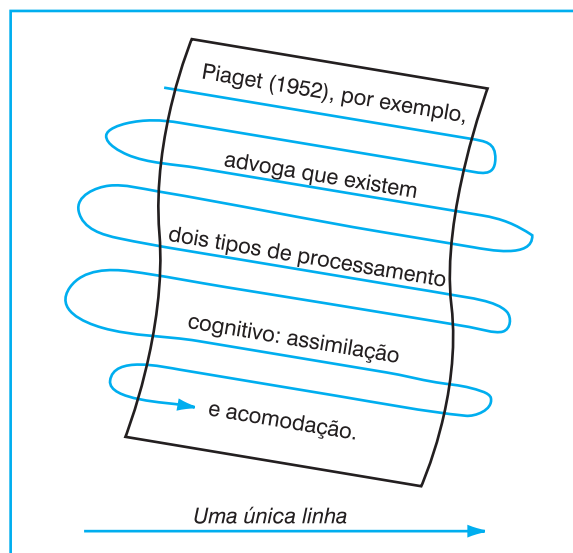 Piaget (1952), por exemplo,
advoga que existem
dois tipos de processamento
cognitivo: assimilação
e acomodação.
Uma única linha